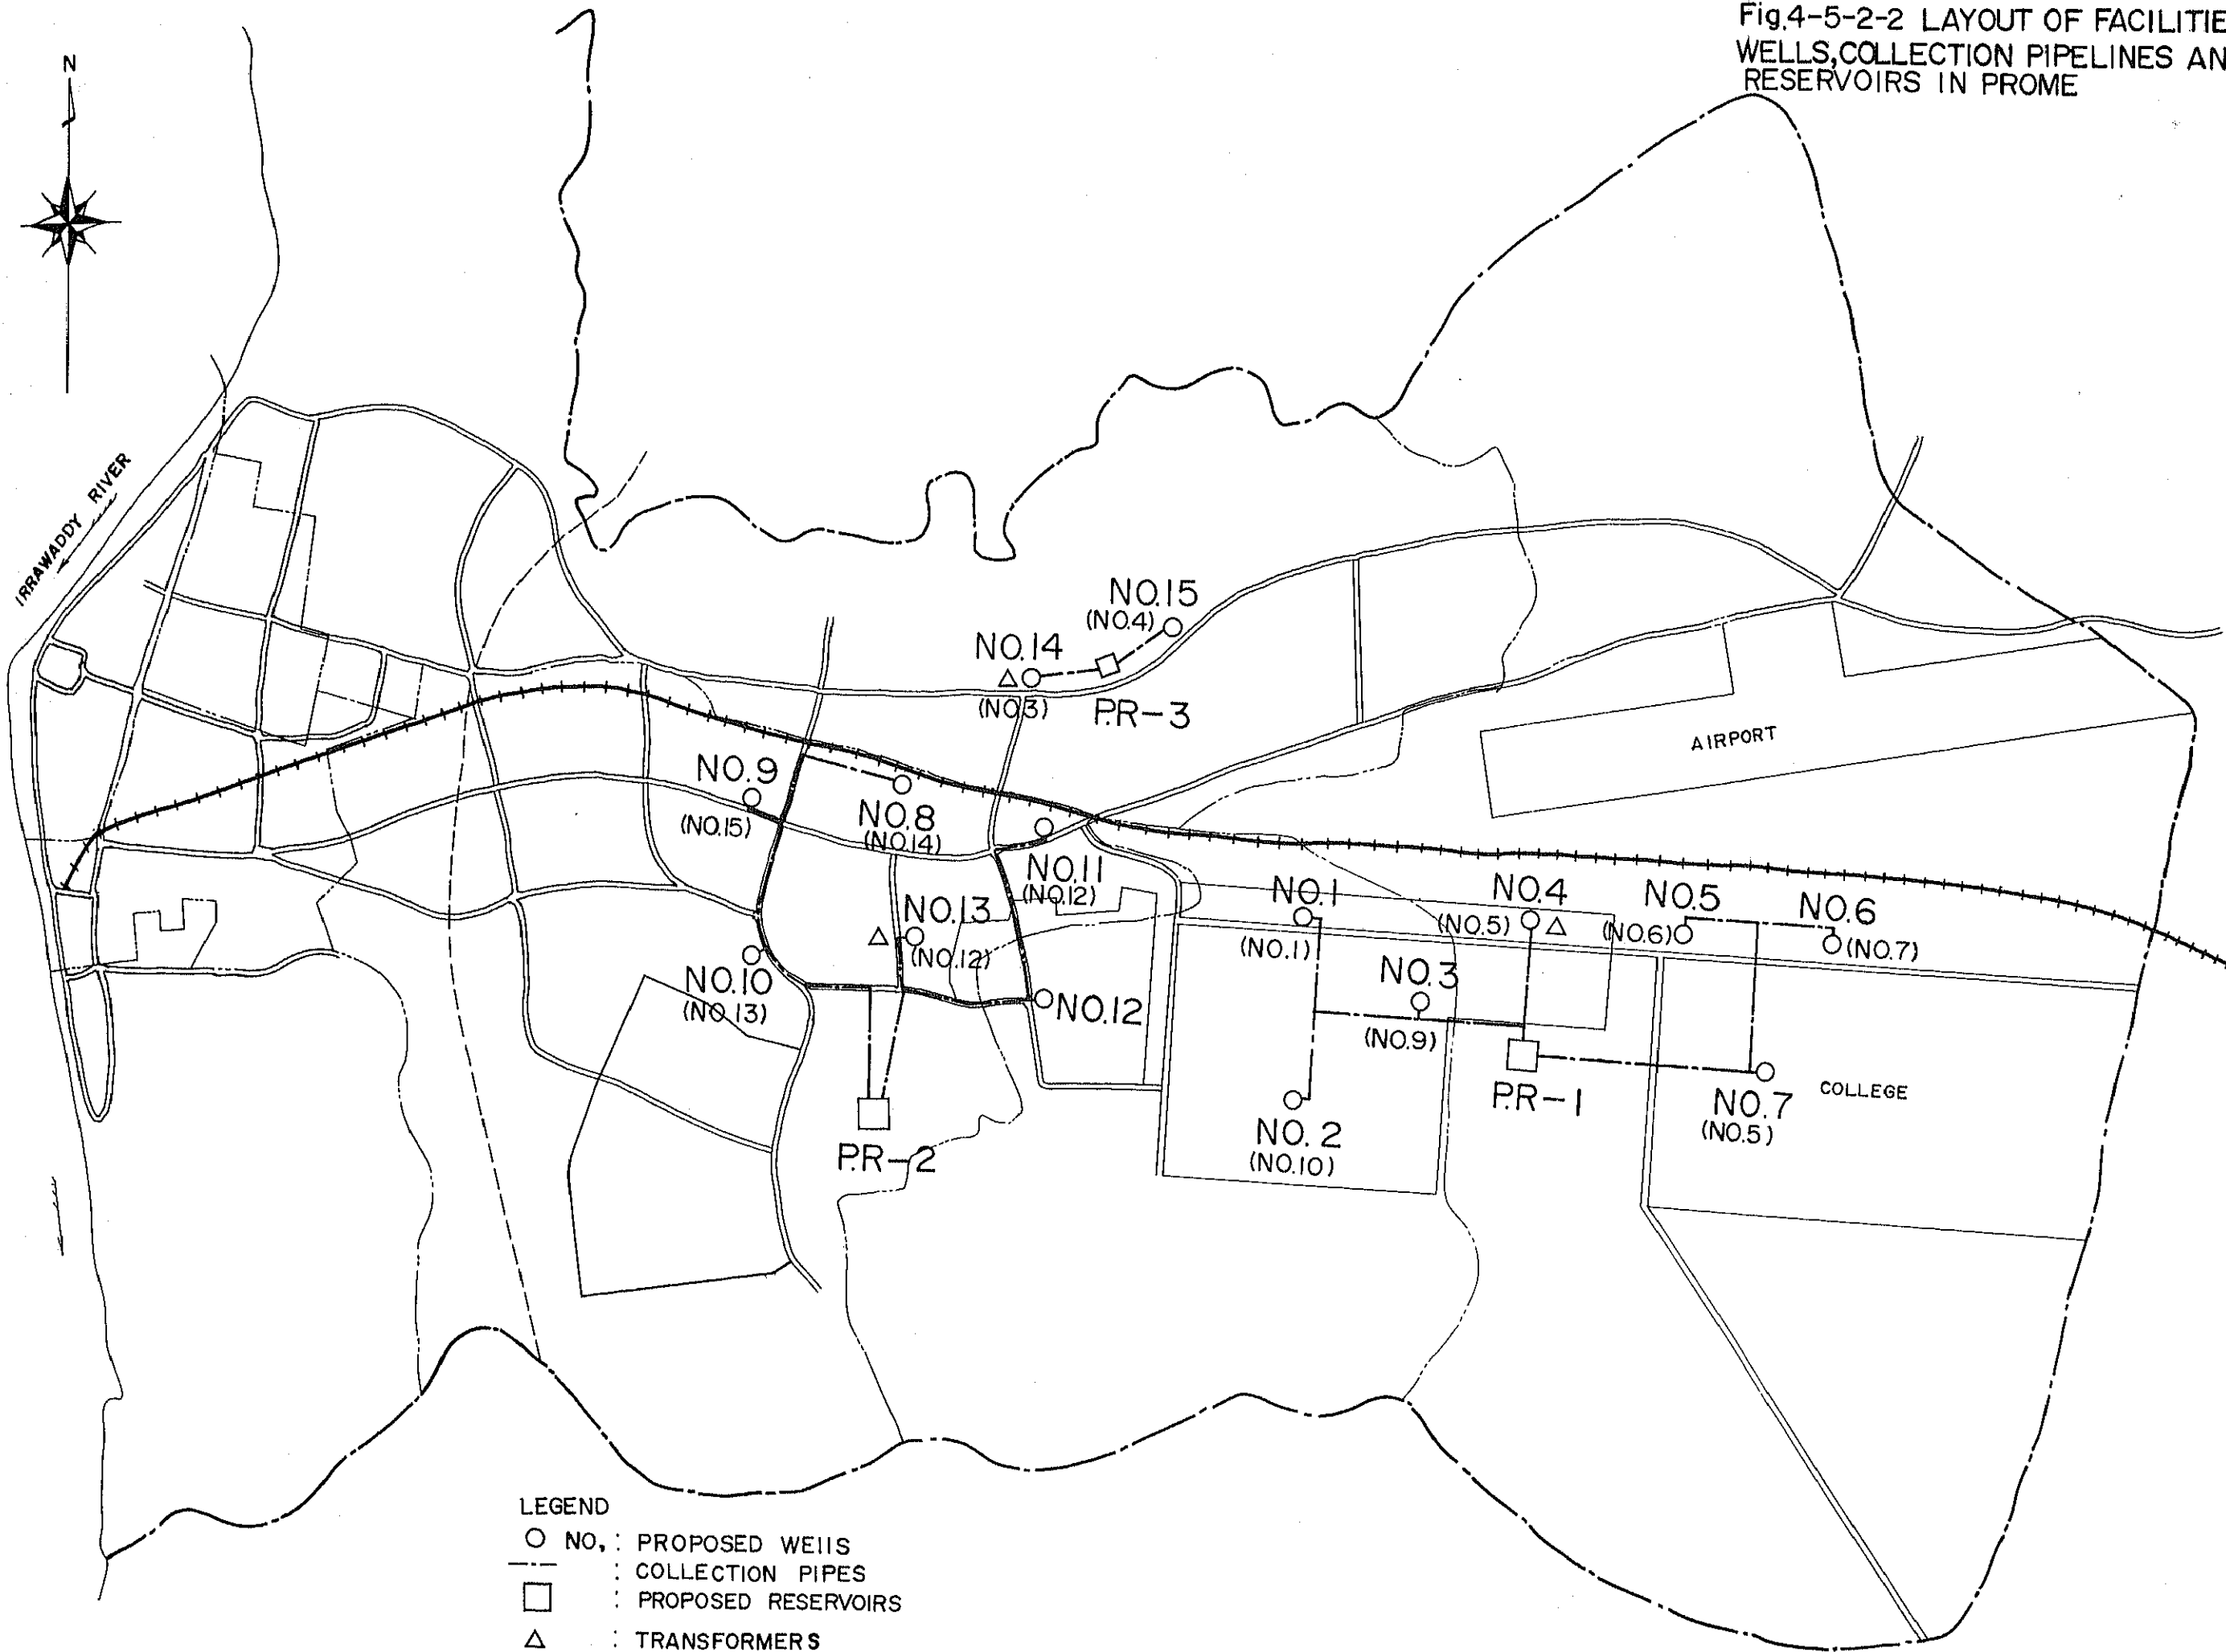 Fig.4-5-2-2 LAYOUT OF FACILITIE
WELLS,COLLECTION PIPELINES AN
RESERVOIRS IN PROME
N
IRRAWADDY RIVER
NO.15
(NO.4)
NO.14
(NO.3)
P.R-3
AIRPORT
NO.9
(NO.15)
NO.8
(NO.14)
NO.11
(NO.12)
NO.13
(NO.12)
NO.10
(NO.13)
NO.12
P.R-2
NO.1
(NO.1)
NO.4
(NO.5)
NO.5
(NO.6)
NO.6
(NO.7)
NO.3
(NO.9)
P.R-1
NO.2
(NO.10)
NO.7
(NO.5)
COLLEGE
LEGEND
NO, : PROPOSED WEllS
: COLLECTION PIPES
: PROPOSED RESERVOIRS
: TRANSFORMERS